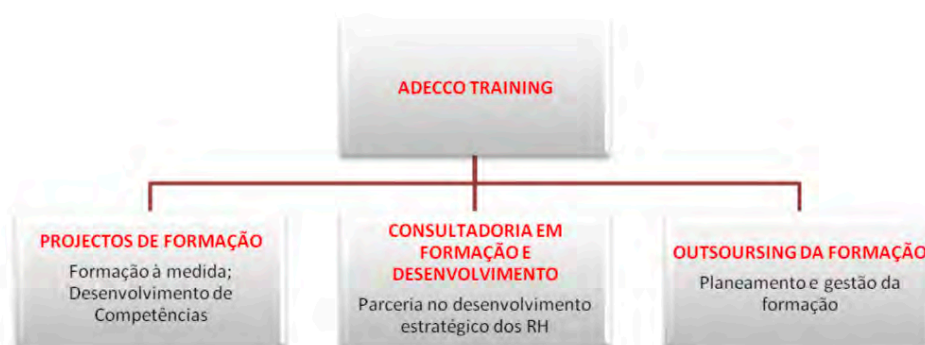 ADECCO TRAINING
PROJECTOS DE FORMAÇÃO
Formação à medida;
Desenvolvimento de
Competências
CONSULTADORIA EM
FORMAÇÃO E
DESENVOLVIMENTO
Parceria no desenvolvimento
estratégico dos RH
OUTSOURSING DA FORMAÇÃO
Planeamento e gestão da
formação